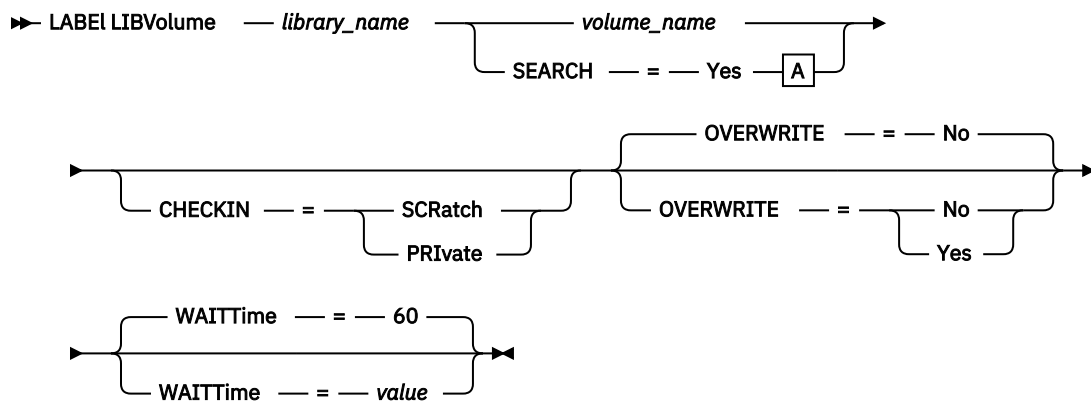 LABEl LIBVolume library_name volume_name
SEARCH = Yes A
OVERWRITE = No
CHECKIN = SCRatch OVERWRITE = No
PRIvate Yes
WAITTime = 60
WAITTime = value